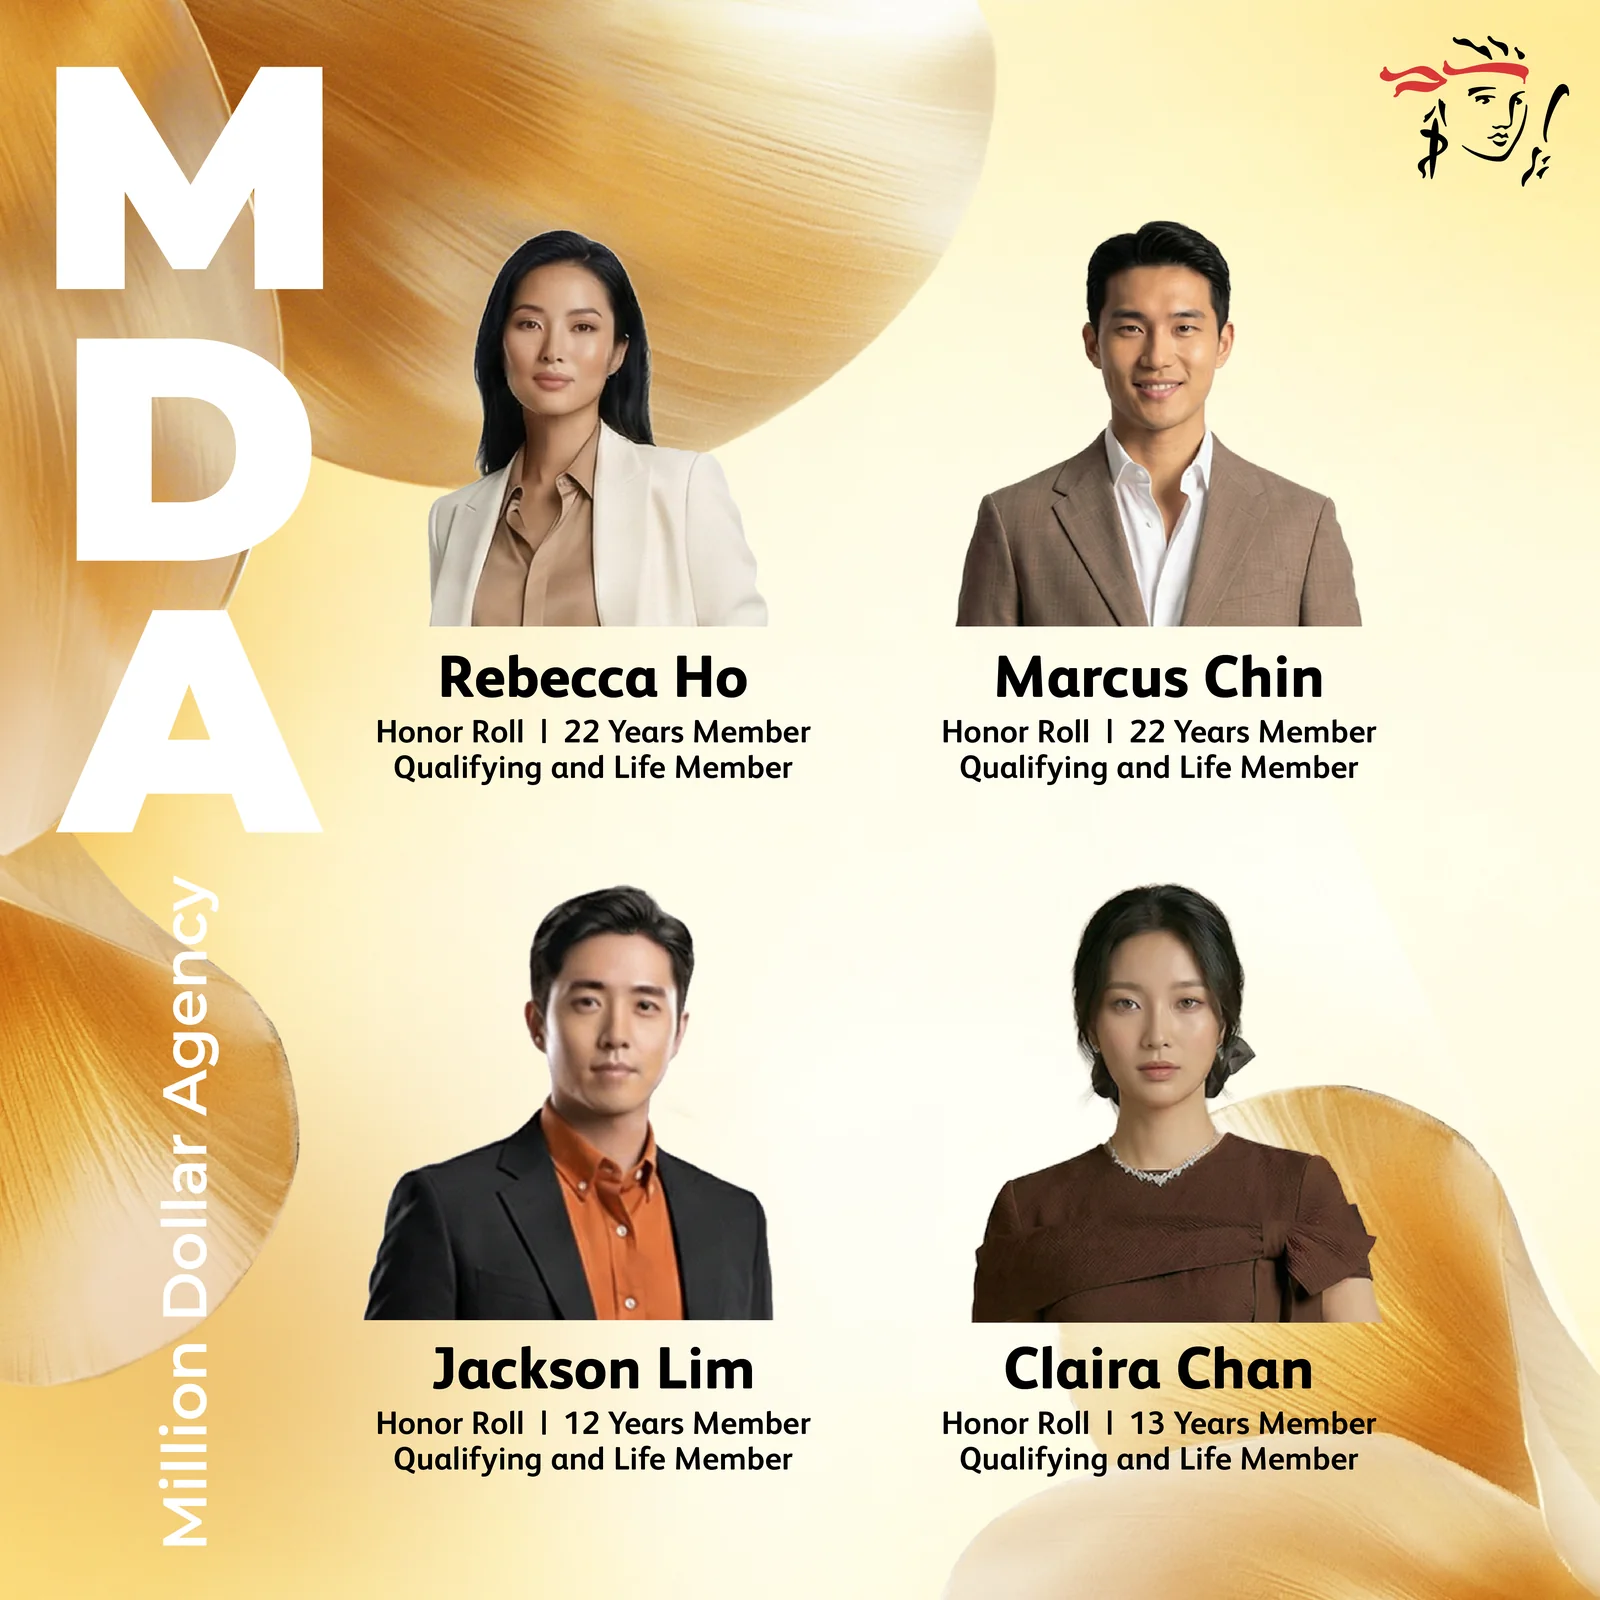 MDA
Million Dollar Agency
Rebecca Ho
Honor Roll | 22 Years Member
Qualifying and Life Member
Marcus Chin
Honor Roll | 22 Years Member
Qualifying and Life Member
Jackson Lim
Honor Roll | 12 Years Member
Qualifying and Life Member
Claira Chan
Honor Roll | 13 Years Member
Qualifying and Life Member